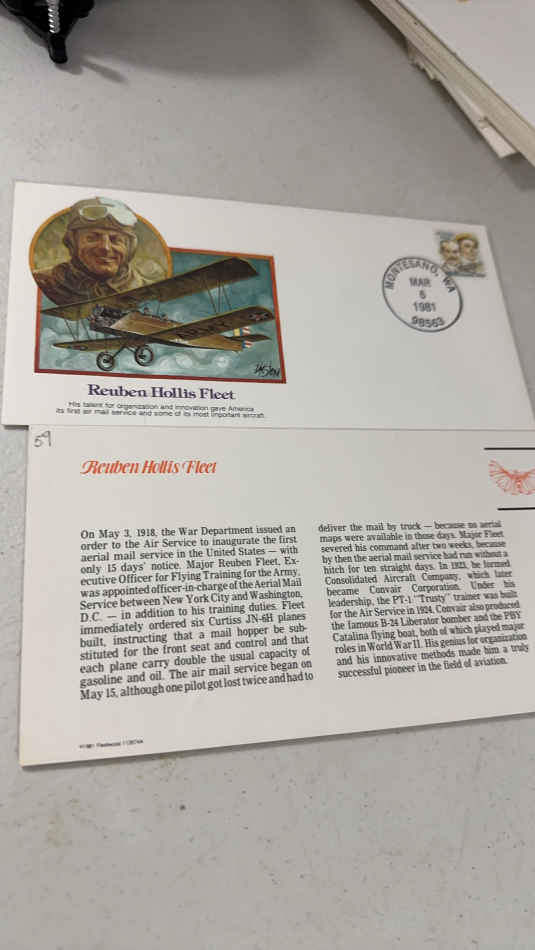 MONTESANO, WA
MAR
6
1981
98563
Reuben Hollis Fleet
His talent for organization and innovation gave America
its first air mail service and some of its most important aircraft.
59
Reuben Hollis Fleet
On May 3, 1918, the War Department issued an
order to the Air Service to inaugurate the first
aerial mail service in the United States — with
only 15 days' notice. Major Reuben Fleet, Ex-
ecutive Officer for Flying Training for the Army,
was appointed officer-in-charge of the Aerial Mail
Service between New York City and Washington,
D.C. — in addition to his training duties. Fleet
immediately ordered six Curtiss JN-6H planes
built, instructing that a mail hopper be sub-
stituted for the front seat and control and that
each plane carry double the usual capacity of
gasoline and oil. The air mail service began on
May 15, although one pilot got lost twice and had to
deliver the mail by truck — because no aerial
maps were available in those days. Major Fleet
severed his command after two weeks, because
by then the aerial mail service had run without a
hitch for ten straight days. In 1923, he formed
Consolidated Aircraft Company, which later
became Convair Corporation. Under his
leadership, the PT-1 "Trusty" trainer was built
for the Air Service in 1924. Convair also produced
the famous B-24 Liberator bomber and the PBY
Catalina flying boat, both of which played major
roles in World War II. His genius for organization
and his innovative methods made him a truly
successful pioneer in the field of aviation.
©1981 Fleetwood